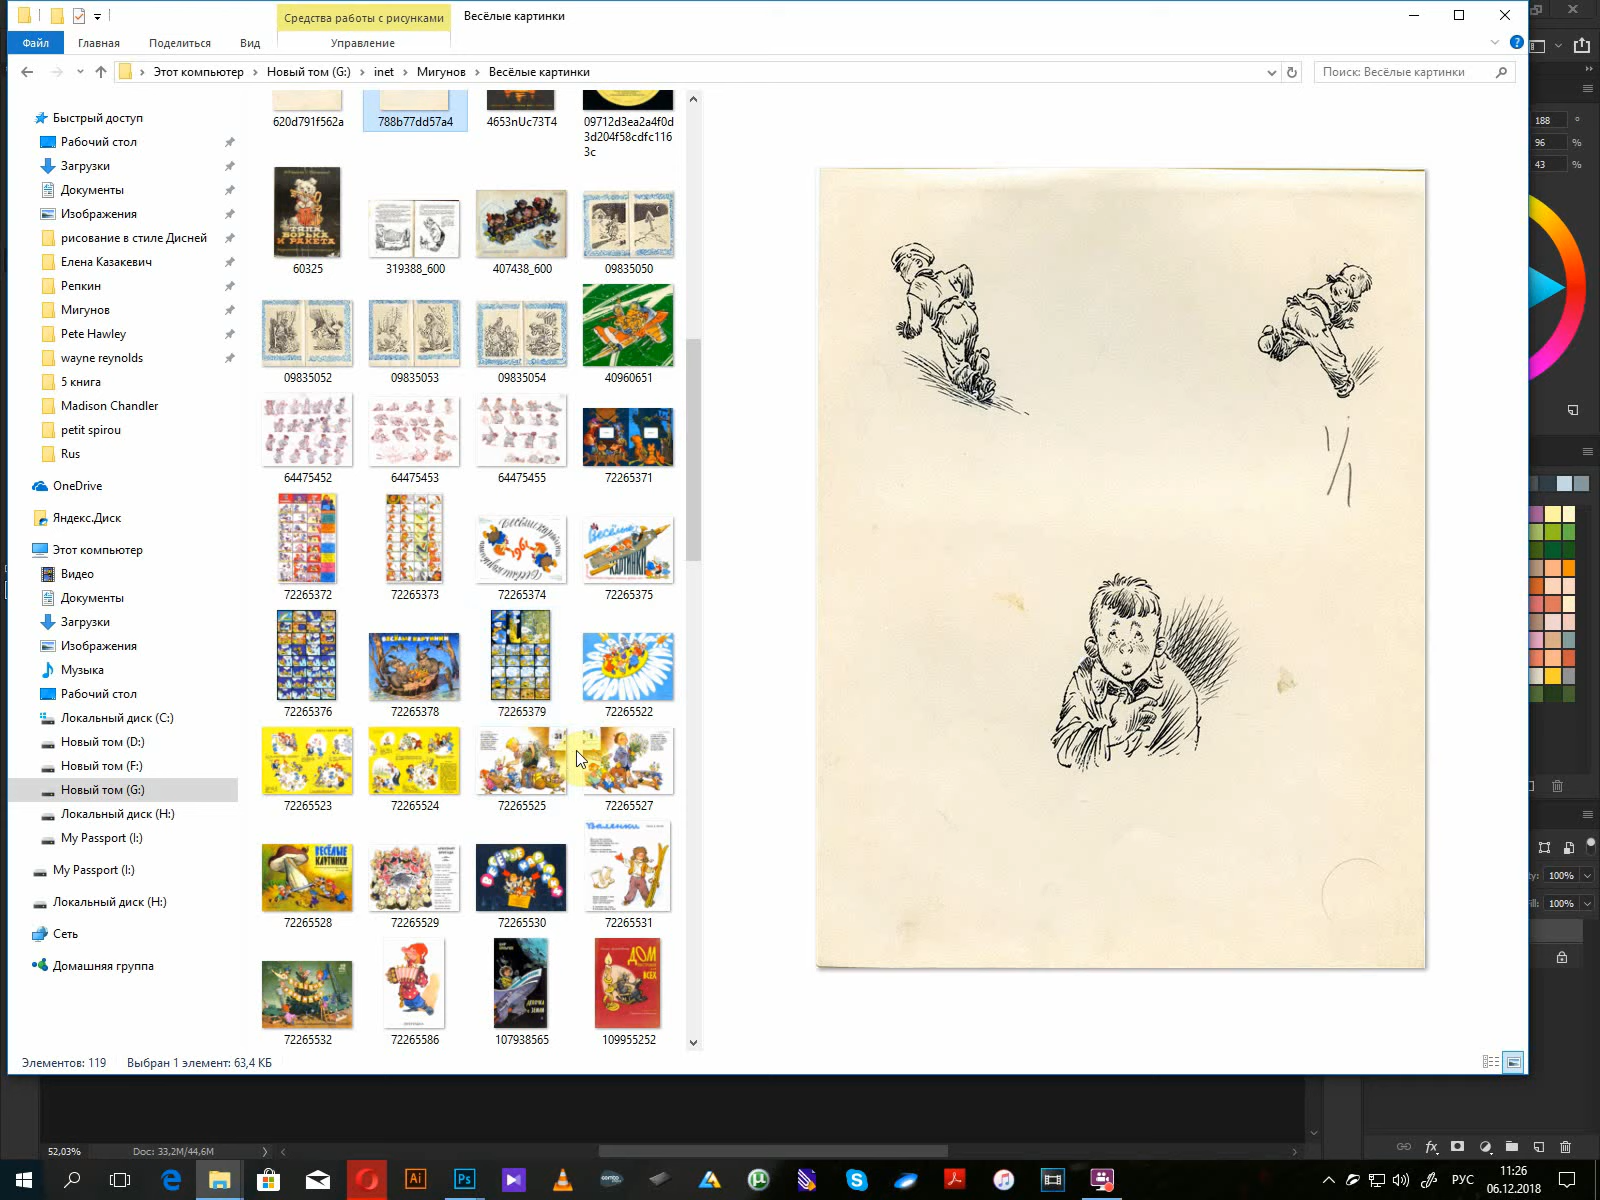 Средства работы с рисунками
Весёлые картинки
Файл
Главная
Поделиться
Вид
Управление
Этот компьютер
Новый том (G:)
inet
Мигунов
Весёлые картинки
Поиск: Весёлые картинки
Быстрый доступ
Рабочий стол
Загрузки
Документы
Изображения
рисование в стиле Дисней
Елена Казакевич
Репкин
Мигунов
Pete Hawley
wayne reynolds
5 книга
Madison Chandler
petit spirou
Rus
OneDrive
Яндекс.Диск
Этот компьютер
Видео
Документы
Загрузки
Изображения
Музыка
Рабочий стол
Локальный диск (C:)
Новый том (D:)
Новый том (F:)
Новый том (G:)
Локальный диск (H:)
My Passport (I:)
My Passport (I:)
Локальный диск (H:)
Сеть
Домашняя группа
620d791f562a
788b77dd57a4
4653nUc73T4
09712d3ea2a4f0d
3d204f58cdfc116
3c
60325
319388_600
407438_600
09835050
09835052
09835053
09835054
40960651
64475452
64475453
64475455
72265371
72265372
72265373
72265374
72265375
72265376
72265378
72265379
72265522
72265523
72265524
72265525
72265527
72265528
72265529
72265530
72265531
72265532
72265586
107938565
109955252
Элементов: 119
Выбран 1 элемент: 63,4 КБ
188 °
96 %
43 %
100%
100%
52,03%
Doc: 33,2M/44,6M
РУС
11:26
06.12.2018